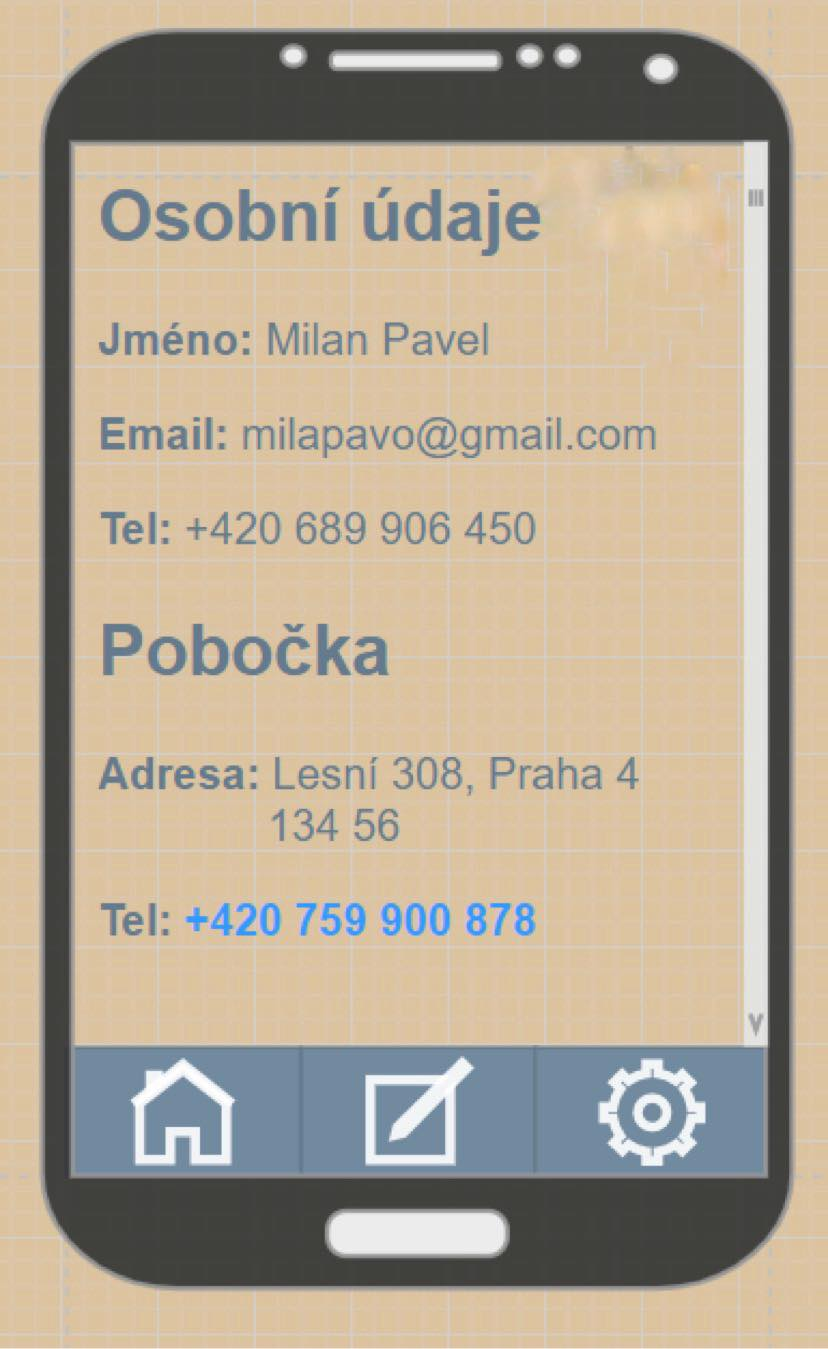 Osobní údaje
Jméno: Milan Pavel
Email: milapavo@gmail.com
Tel: +420 689 906 450
Pobočka
Adresa: Lesní 308, Praha 4
134 56
Tel: +420 759 900 878